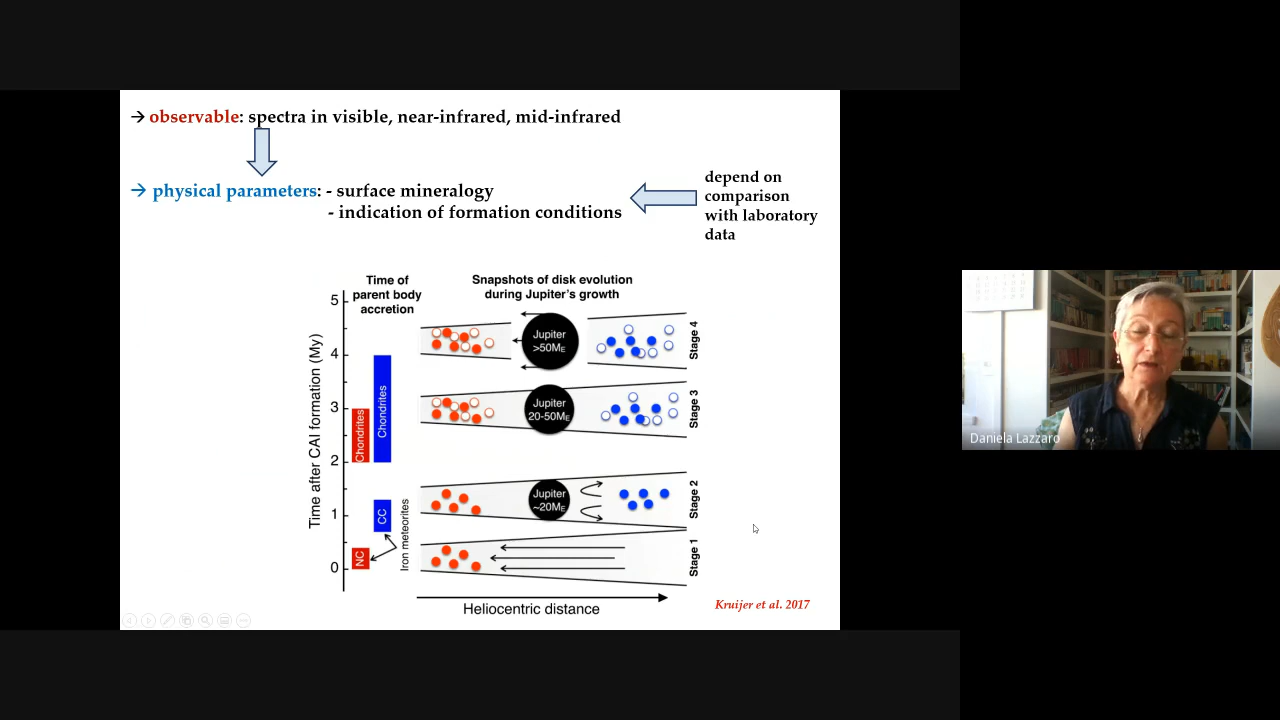 → observable: spectra in visible, near-infrared, mid-infrared
→ physical parameters: - surface mineralogy
- indication of formation conditions
depend on
comparison
with laboratory
data
Time of
parent body
accretion
Snapshots of disk evolution
during Jupiter's growth
Time after CAI formation (My)
5
4
3
2
1
0
Chondrites
Chondrites
CC
NC
Iron meteorites
Jupiter
>50ME
Stage 4
Jupiter
20-50ME
Stage 3
Jupiter
~20ME
Stage 2
Stage 1
Heliocentric distance
Kruijer et al. 2017
Daniela Lazzaro